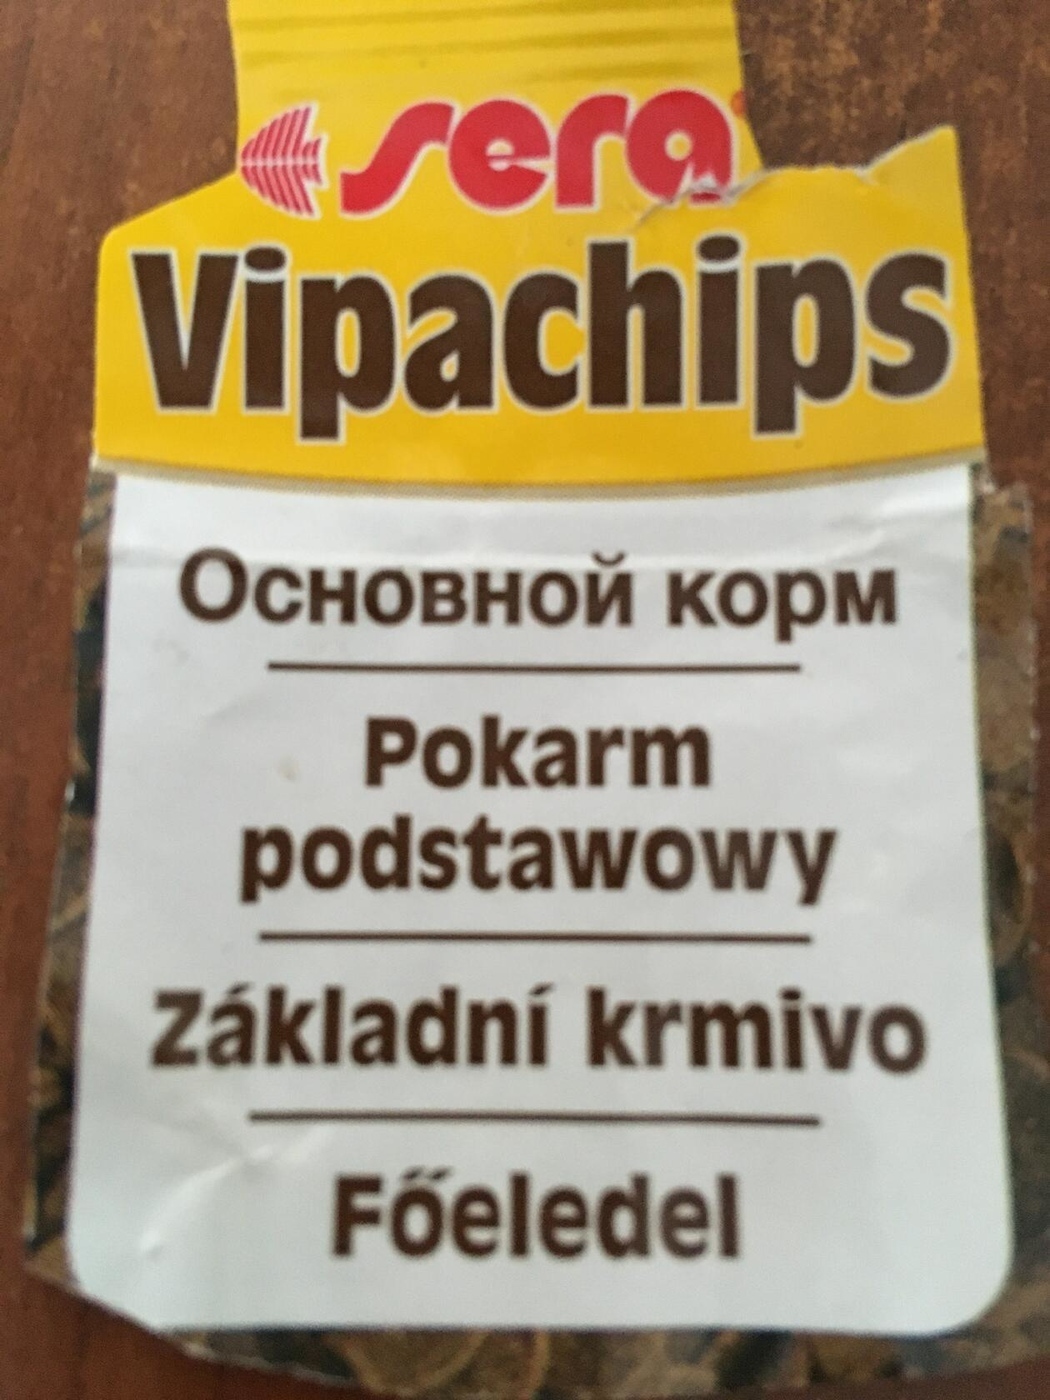 sera
Vipachips
Основной корм
Pokarm
podstawowy
Základní krmivo
Főeledel